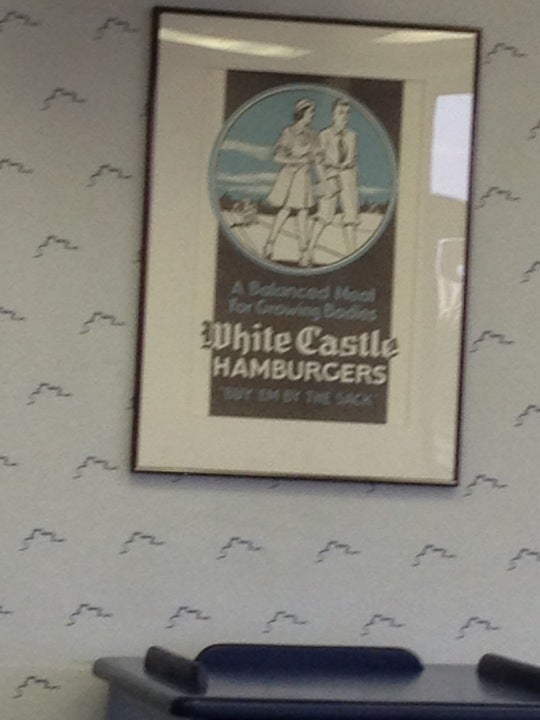 A Balanced Meal
For Growing Bodies
White Castle
HAMBURGERS
"BUY 'EM BY THE SACK"